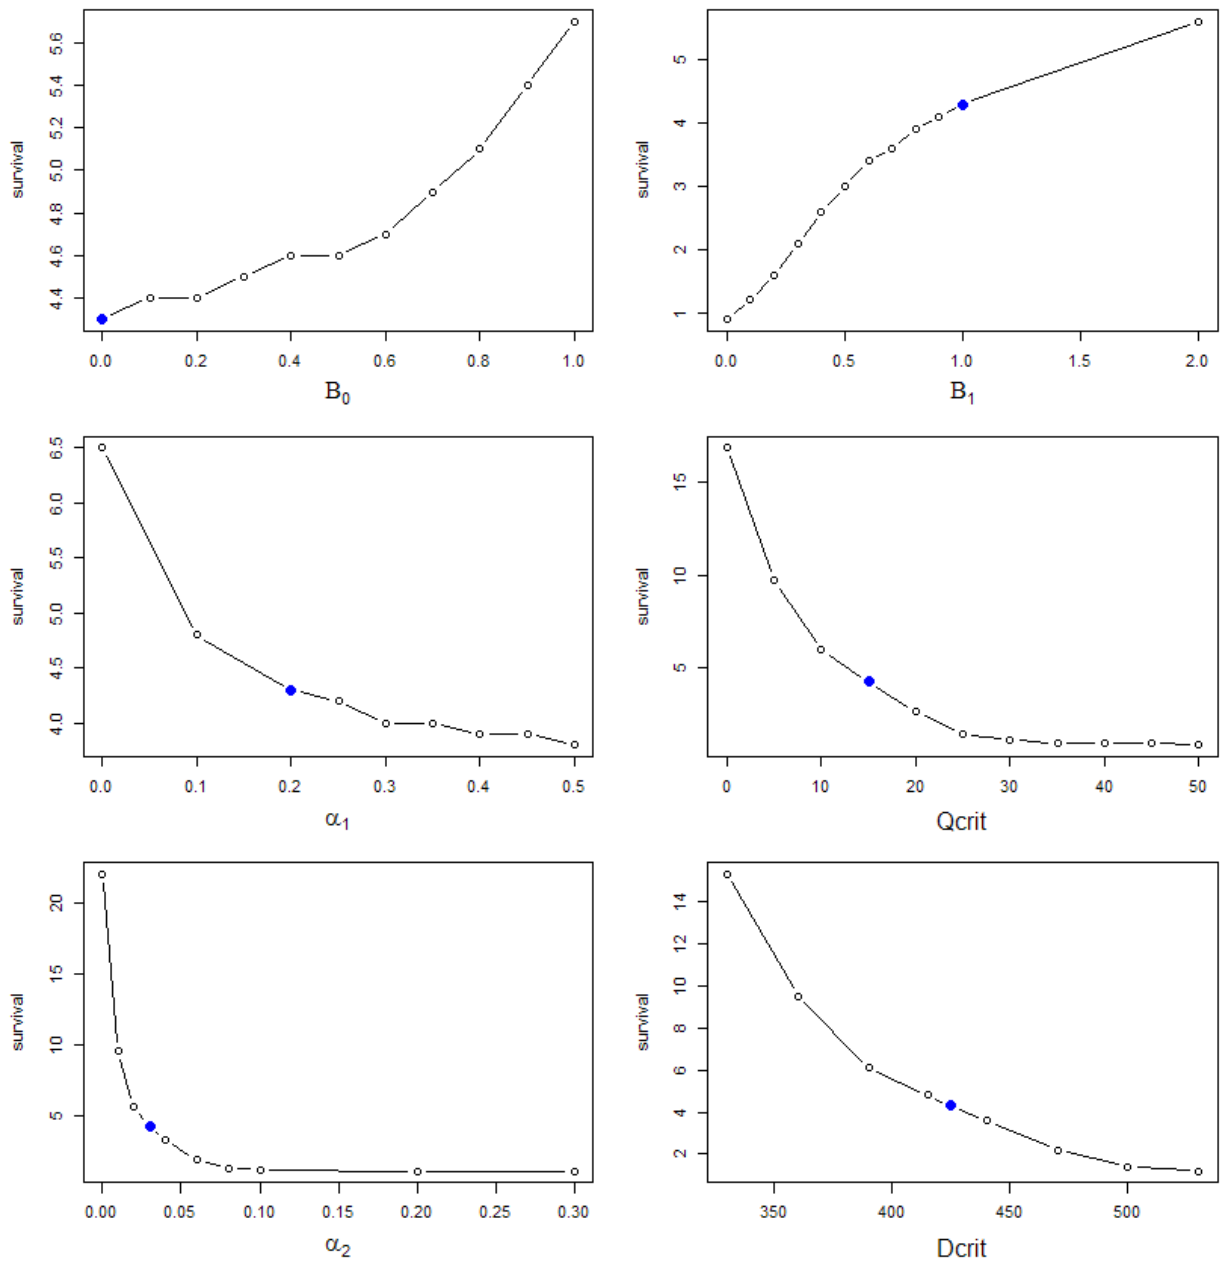 survival
4.4 4.6 4.8 5.0 5.2 5.4 5.6
0.0 0.2 0.4 0.6 0.8 1.0
B0
survival
1 2 3 4 5
0.0 0.5 1.0 1.5 2.0
B1
survival
4.0 4.5 5.0 5.5 6.0 6.5
0.0 0.1 0.2 0.3 0.4 0.5
α1
survival
5 10 15
0 10 20 30 40 50
Qcrit
survival
5 10 15 20
0.00 0.05 0.10 0.15 0.20 0.25 0.30
α2
survival
2 4 6 8 10 12 14
350 400 450 500
Dcrit